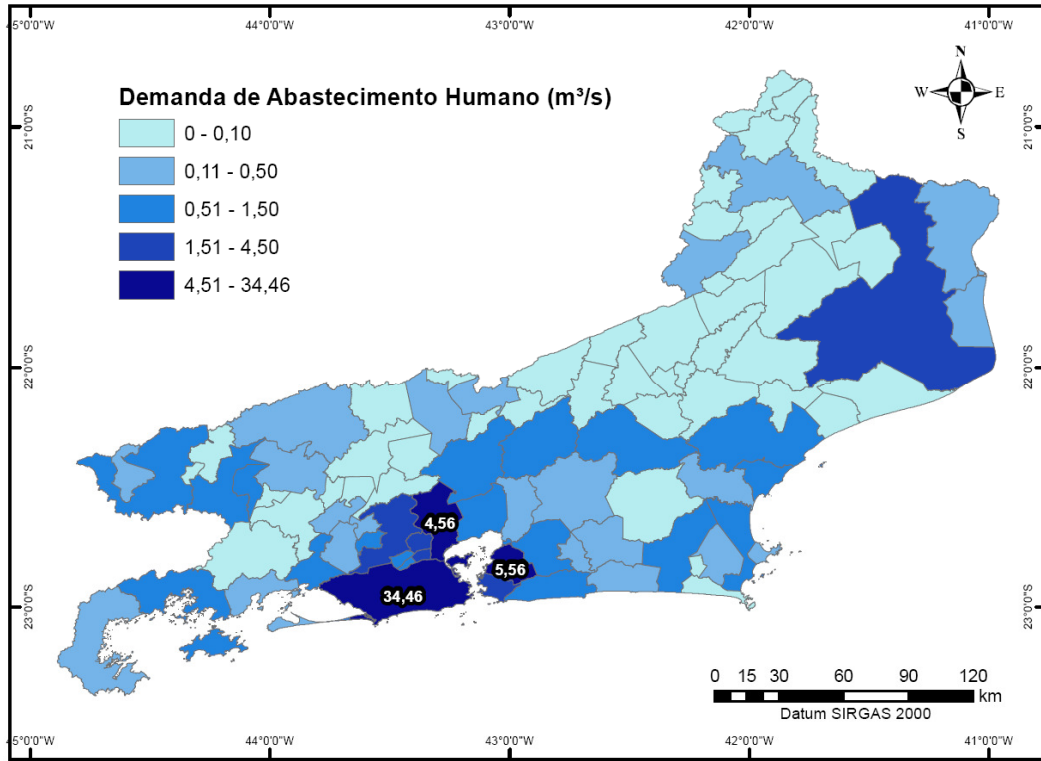 45°0'0"W 44°0'0"W 43°0'0"W 42°0'0"W 41°0'0"W
N
W E
S
Demanda de Abastecimento Humano (m³/s)
0 - 0,10
0,11 - 0,50
0,51 - 1,50
1,51 - 4,50
4,51 - 34,46
21°0'0"S 21°0'0"S
22°0'0"S 22°0'0"S
4,56
5,56
34,46
23°0'0"S 23°0'0"S
0 15 30 60 90 120
km
Datum SIRGAS 2000
45°0'0"W 44°0'0"W 43°0'0"W 42°0'0"W 41°0'0"W